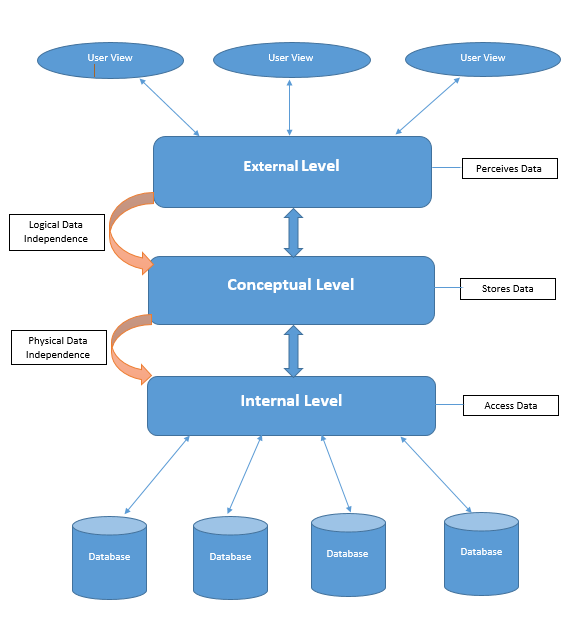 User View
User View
User View
External Level
Perceives Data
Logical Data
Independence
Conceptual Level
Stores Data
Physical Data
Independence
Internal Level
Access Data
Database
Database
Database
Database